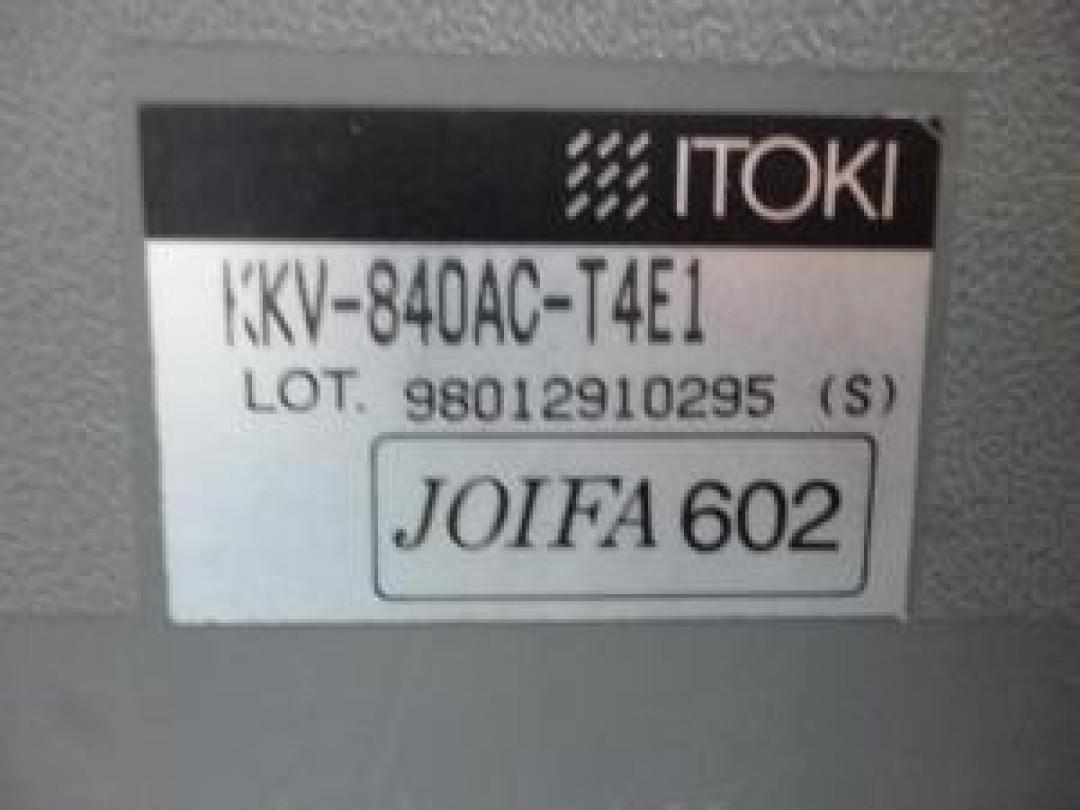 ITOKI
KKV-840AC-T4E1
LOT. 98012910295 (S)
JOIFA 602